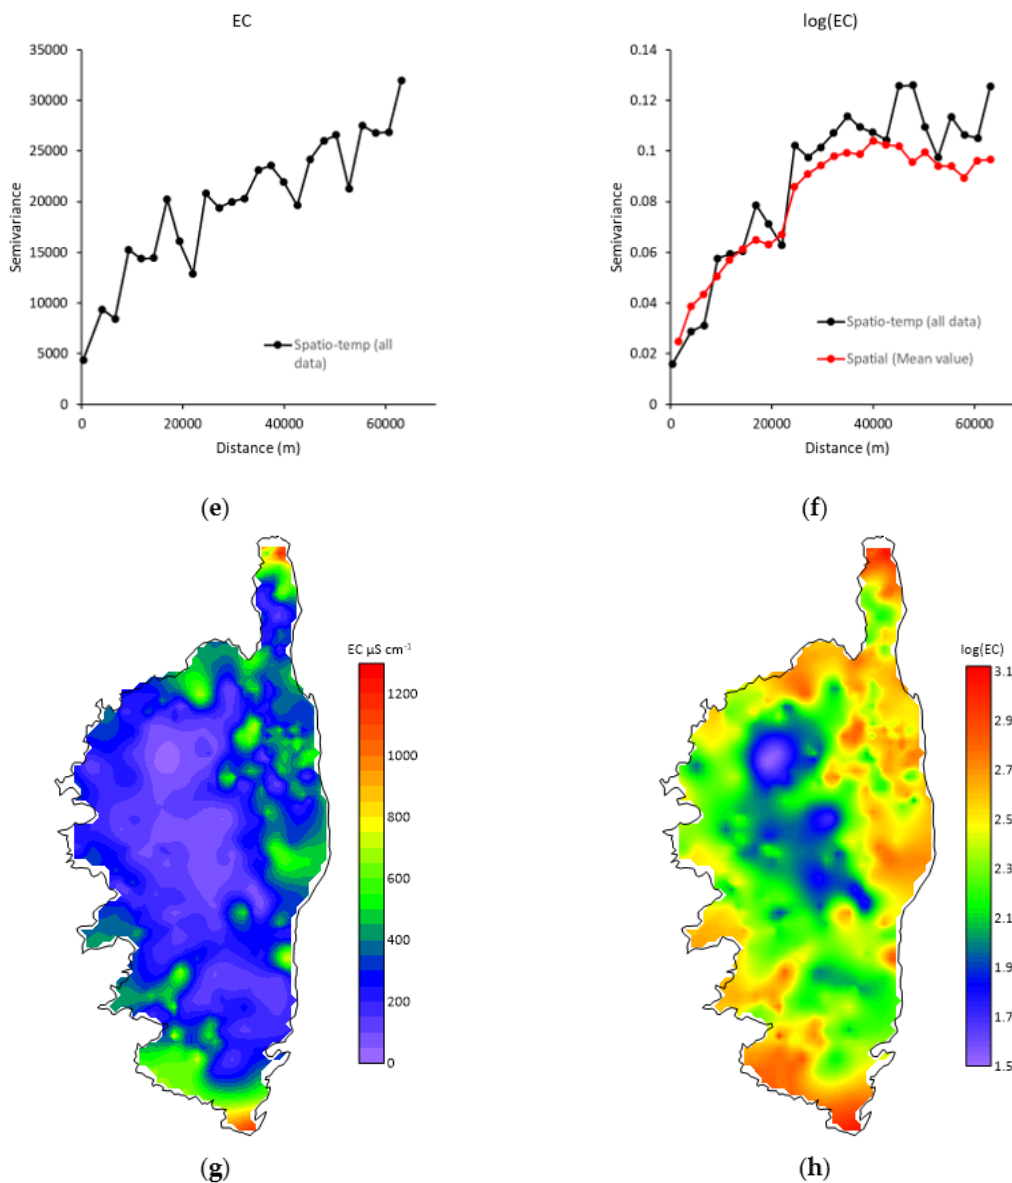 EC
35000
30000
25000
20000
15000
10000
5000
0
Semivariance
Spatio-temp (all
data)
0
20000
40000
60000
Distance (m)
(e)
log(EC)
0.14
0.12
0.1
0.08
0.06
0.04
0.02
0
Semivariance
Spatio-temp (all data)
Spatial (Mean value)
0
20000
40000
60000
Distance (m)
(f)
EC µS cm⁻¹
1200
1000
800
600
400
200
0
(g)
log(EC)
3.1
2.9
2.7
2.5
2.3
2.1
1.9
1.7
1.5
(h)